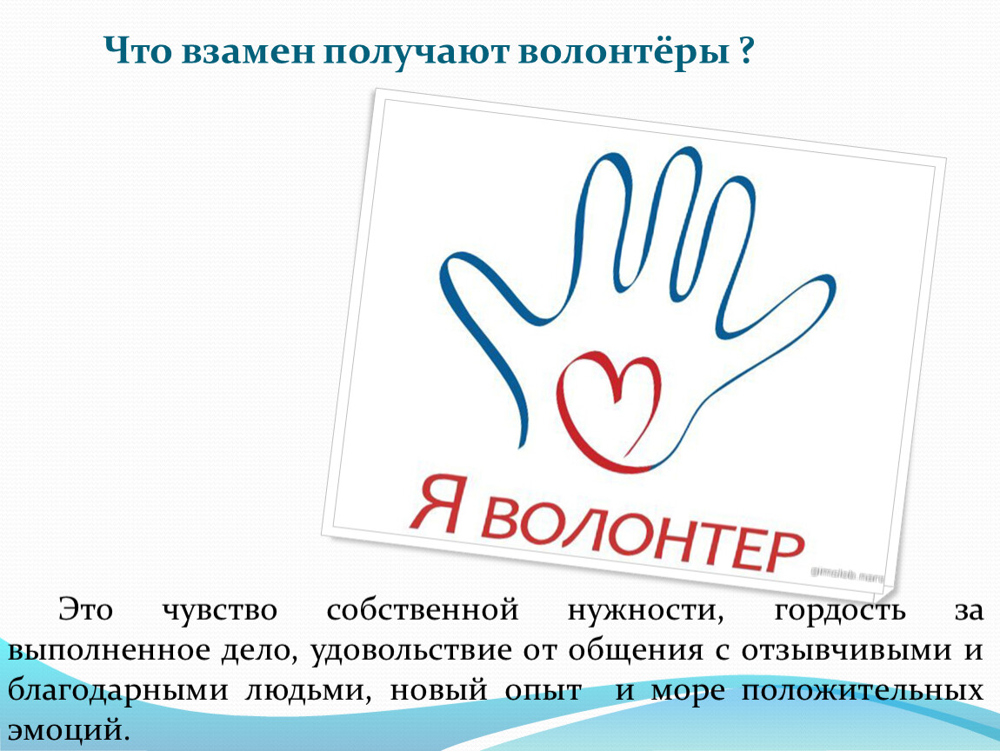 Что взамен получают волонтёры ?
Я ВОЛОНТЕР
Это чувство собственной нужности, гордость за
выполненное дело, удовольствие от общения с отзывчивыми и
благодарными людьми, новый опыт и море положительных
эмоций.